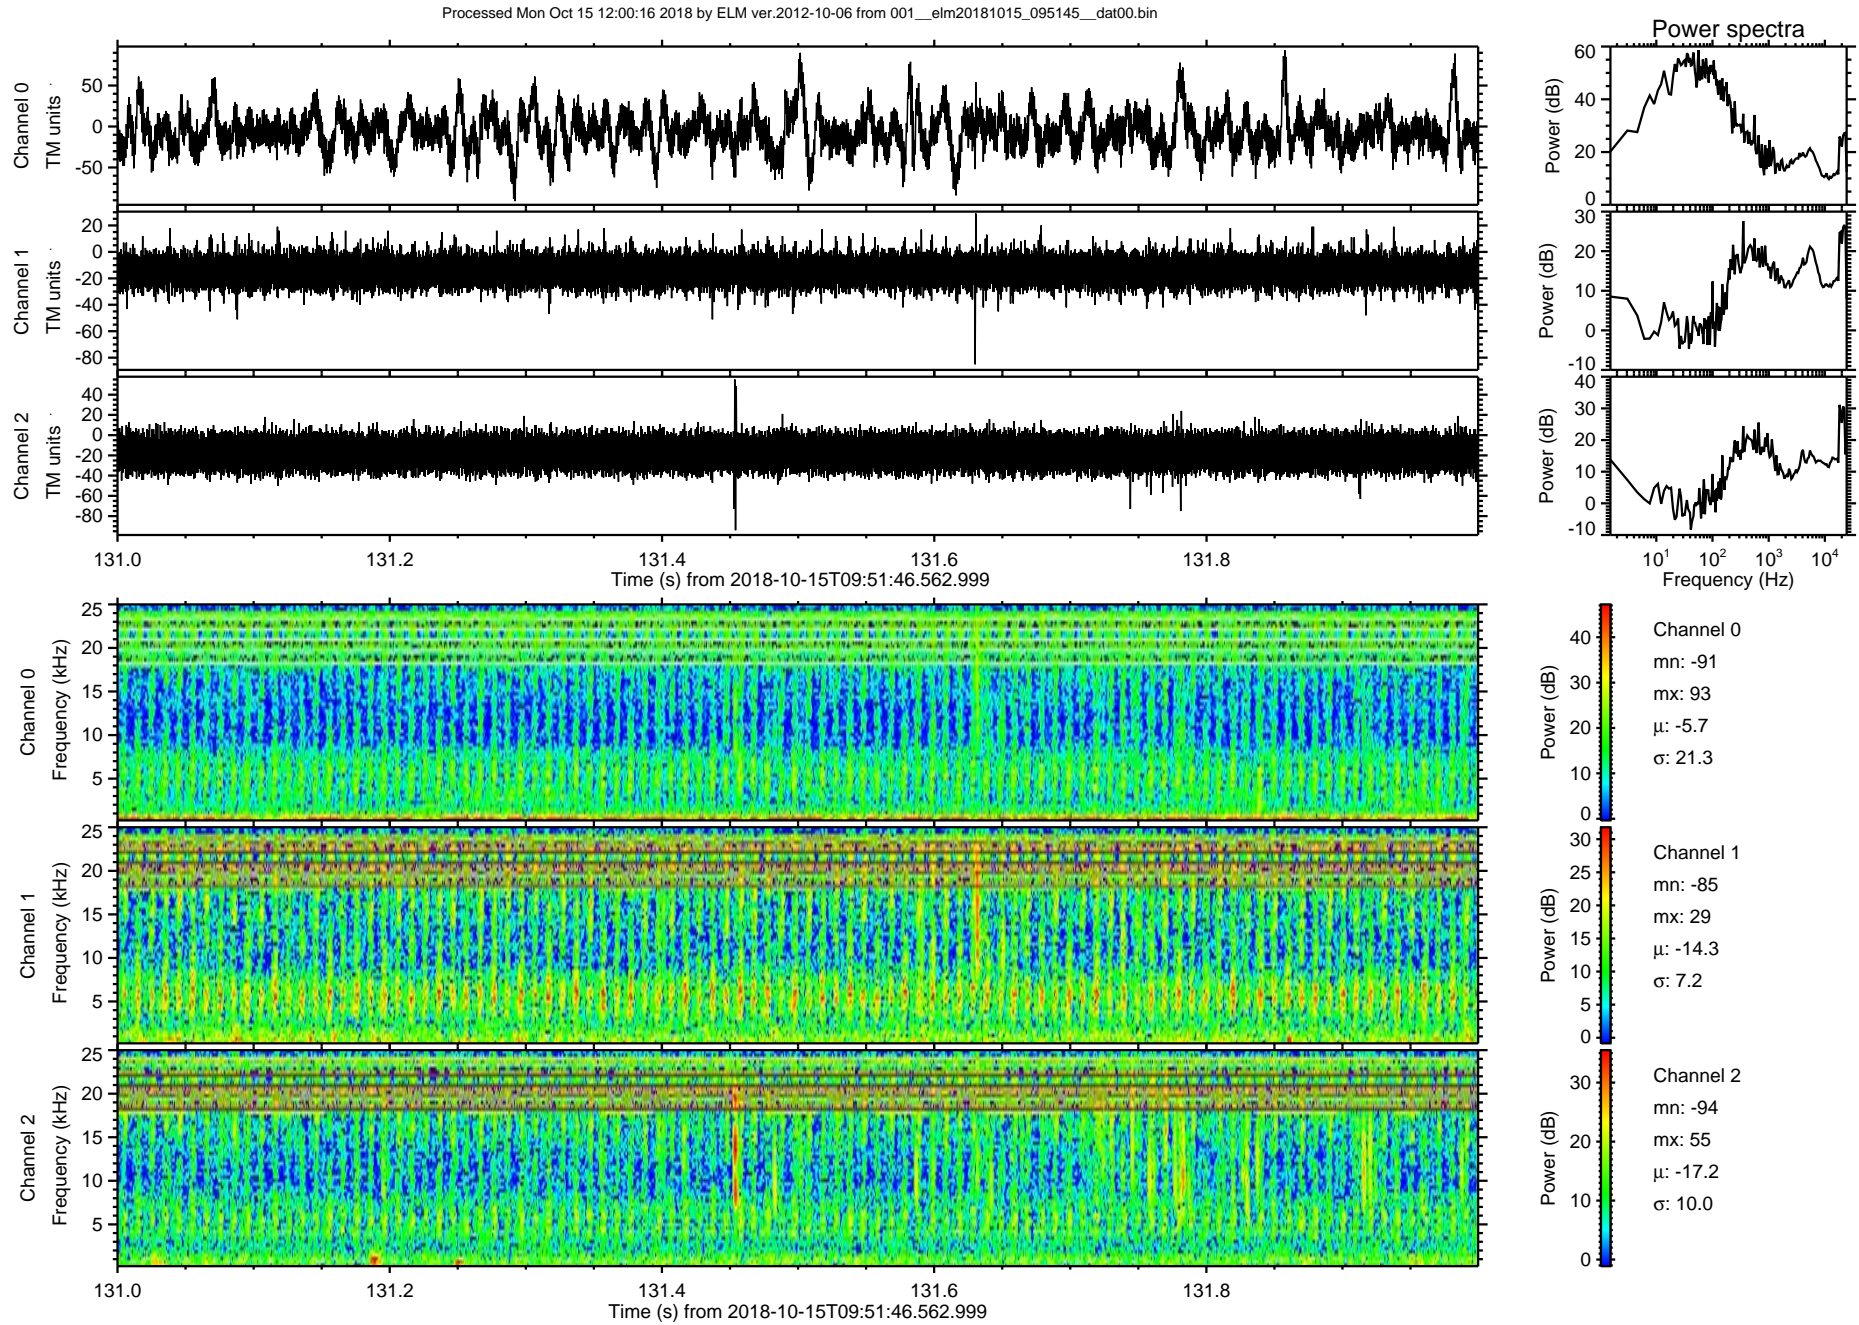 Processed Mon Oct 15 12:00:16 2018 by ELM ver.2012-10-06 from 001__elm20181015_095145__dat00.bin
Power spectra
Channel 0
TM units
50
0
-50
Power (dB)
60
40
20
0
Channel 1
TM units
20
0
-20
-40
-60
-80
Power (dB)
30
20
10
0
-10
Channel 2
TM units
40
20
0
-20
-40
-60
-80
Power (dB)
40
30
20
10
0
-10
131.0 131.2 131.4 131.6 131.8
Time (s) from 2018-10-15T09:51:46.562.999
10^1 10^2 10^3 10^4
Frequency (Hz)
Channel 0
Frequency (kHz)
25
20
15
10
5
Power (dB)
40
30
20
10
0
Channel 0
mn: -91
mx: 93
μ: -5.7
σ: 21.3
Channel 1
Frequency (kHz)
25
20
15
10
5
Power (dB)
30
25
20
15
10
5
0
Channel 1
mn: -85
mx: 29
μ: -14.3
σ: 7.2
Channel 2
Frequency (kHz)
25
20
15
10
5
Power (dB)
30
20
10
0
Channel 2
mn: -94
mx: 55
μ: -17.2
σ: 10.0
131.0 131.2 131.4 131.6 131.8
Time (s) from 2018-10-15T09:51:46.562.999